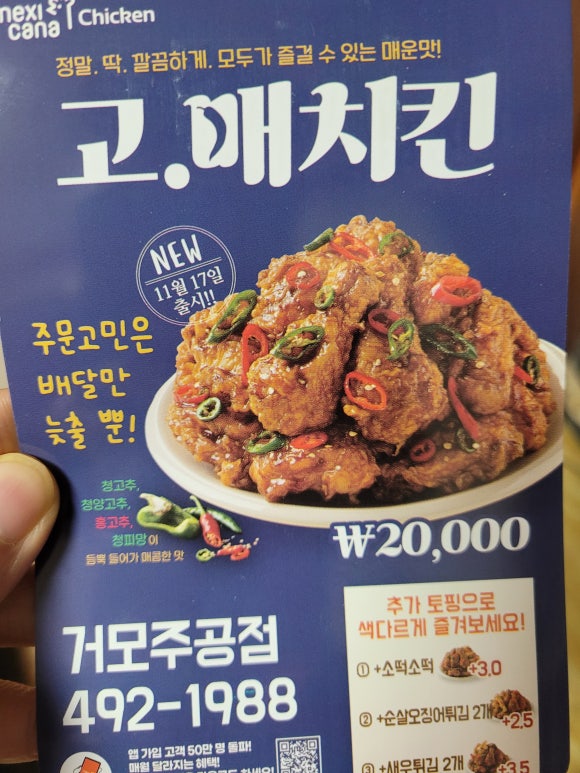 mexi
cana
Chicken
정말. 딱. 깔끔하게. 모두가 즐길 수 있는 매운맛!
고.매치킨
NEW
11월 17일
출시!!
주문고민은
배달만
늦출 뿐!
청고추,
청양고추,
홍고추,
청피망이
듬뿍 들어가 매콤한 맛
₩20,000
거모주공점
492-1988
추가 토핑으로
색다르게 즐겨보세요!
① +소떡소떡 +3.0
② +순살오징어튀김 2개 +2.5
③ +새우튀김 2개 +3.5
앱 가입 고객 50만 명 돌파!
매월 달라지는 혜택!